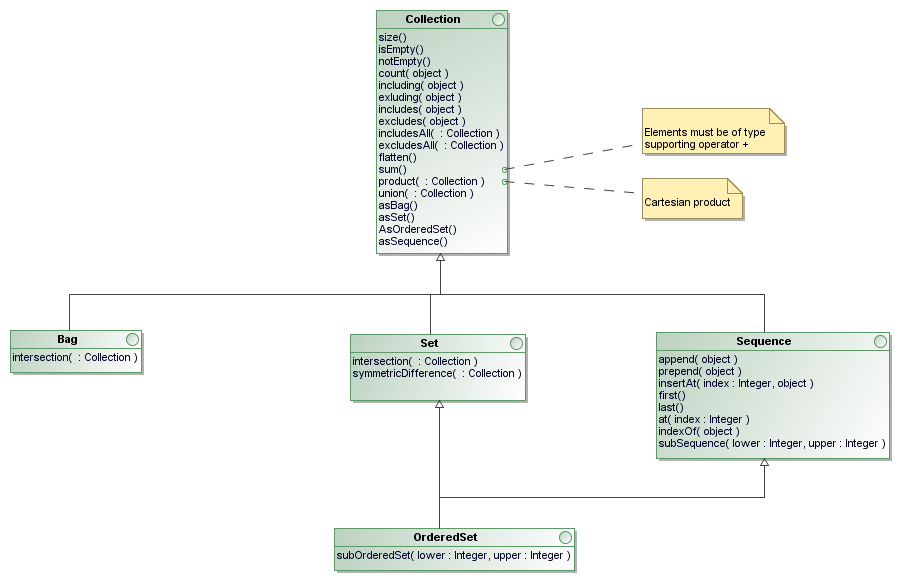 Collection
size()
isEmpty()
notEmpty()
count( object )
including( object )
exluding( object )
includes( object )
excludes( object )
includesAll(  : Collection )
excludesAll(  : Collection )
flatten()
sum()
product(  : Collection )
union(  : Collection )
asBag()
asSet()
AsOrderedSet()
asSequence()
Elements must be of type
supporting operator +
Cartesian product
Bag
intersection(  : Collection )
Set
intersection(  : Collection )
symmetricDifference(  : Collection )
Sequence
append( object )
prepend( object )
insertAt( index : Integer, object )
first()
last()
at( index : Integer )
indexOf( object )
subSequence( lower : Integer, upper : Integer )
OrderedSet
subOrderedSet( lower : Integer, upper : Integer )